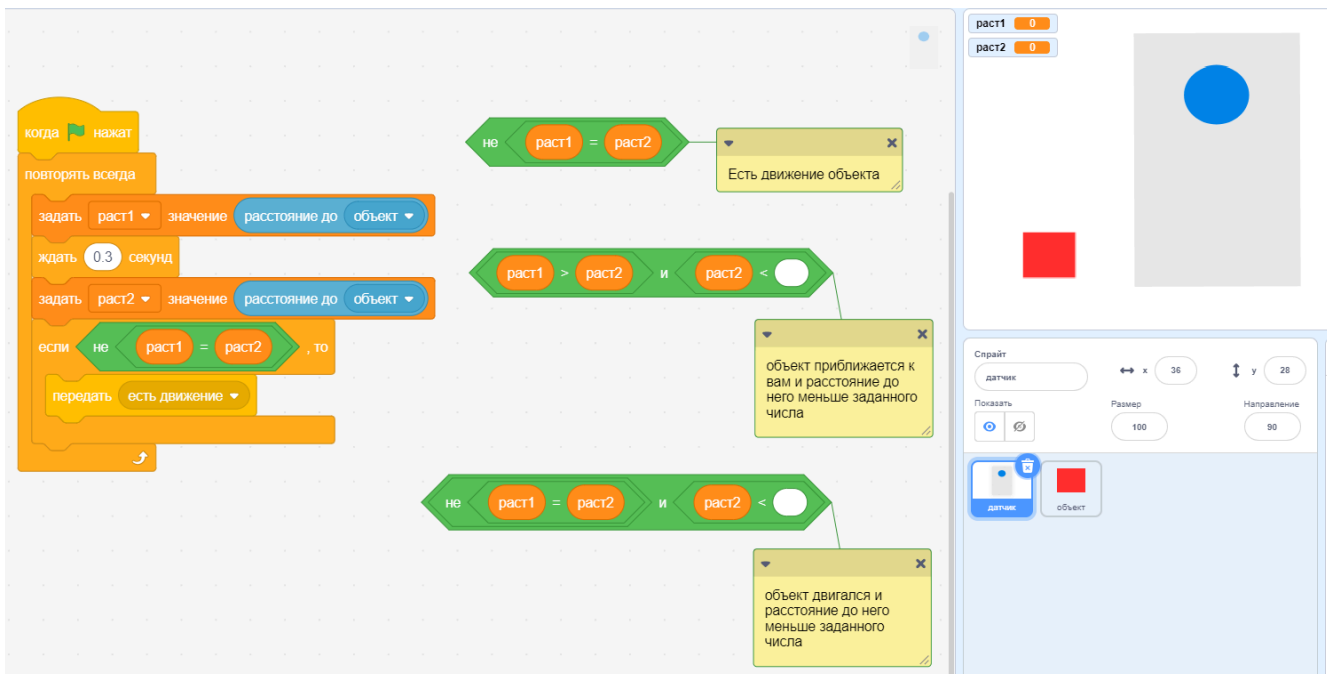 когда нажат
повторять всегда
задать раст1 значение расстояние до объект
ждать 0.3 секунд
задать раст2 значение расстояние до объект
если не раст1 = раст2 , то
передать есть движение
не раст1 = раст2
Есть движение объекта
раст1 > раст2 и раст2 <
объект приближается к
вам и расстояние до
него меньше заданного
числа
не раст1 = раст2 и раст2 <
объект двигался и
расстояние до него
меньше заданного
числа
раст1 0
раст2 0
Спрайт
датчик
x 36
y 28
Показать
Размер
100
Направление
90
датчик
объект